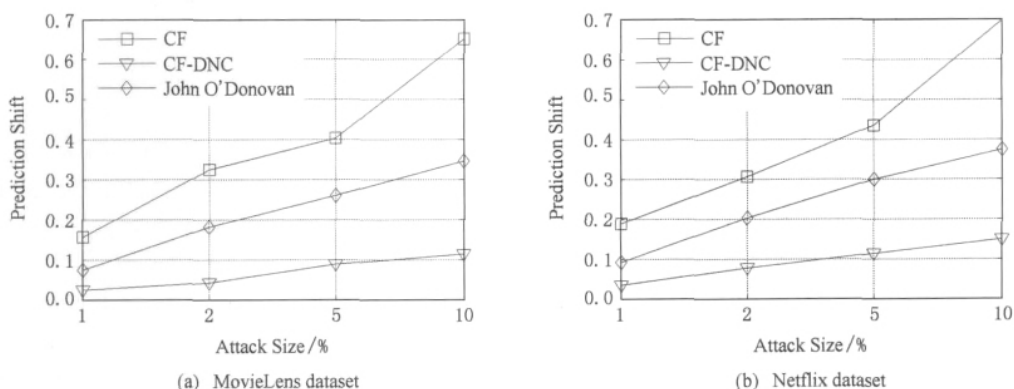 0.7
0.6
0.5
0.4
0.3
0.2
0.1
0.0
Prediction Shift
CF
CF-DNC
John O'Donovan
1 2 5 10
Attack Size/%
(a) MovieLens dataset
0.7
0.6
0.5
0.4
0.3
0.2
0.1
0.0
Prediction Shift
CF
CF-DNC
John O'Donovan
1 2 5 10
Attack Size/%
(b) Netflix dataset